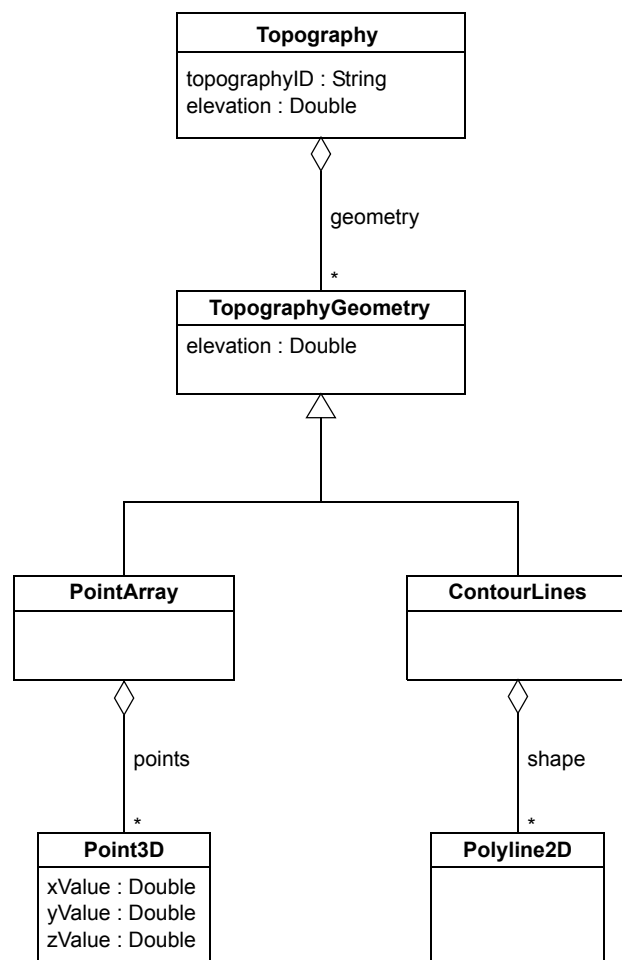 Topography
topographyID : String
elevation : Double
geometry
*
TopographyGeometry
elevation : Double
PointArray
ContourLines
points
shape
*
*
Point3D
Polyline2D
xValue : Double
yValue : Double
zValue : Double